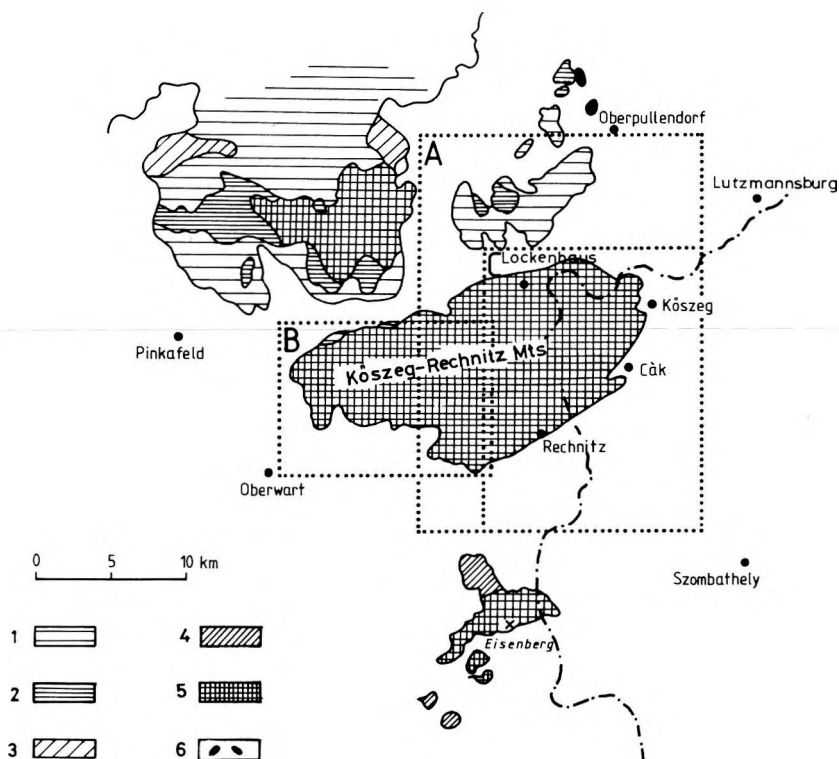 Oberpullendorf
A
Lutzmannsburg
C
Lockenhaus
Kőszeg
Pinkafeld
B
Kőszeg-Rechnitz Mts
Càk
Rechnitz
Oberwart
0 5 10 km
Szombathely
Eisenberg
1
4
2
5
3
6